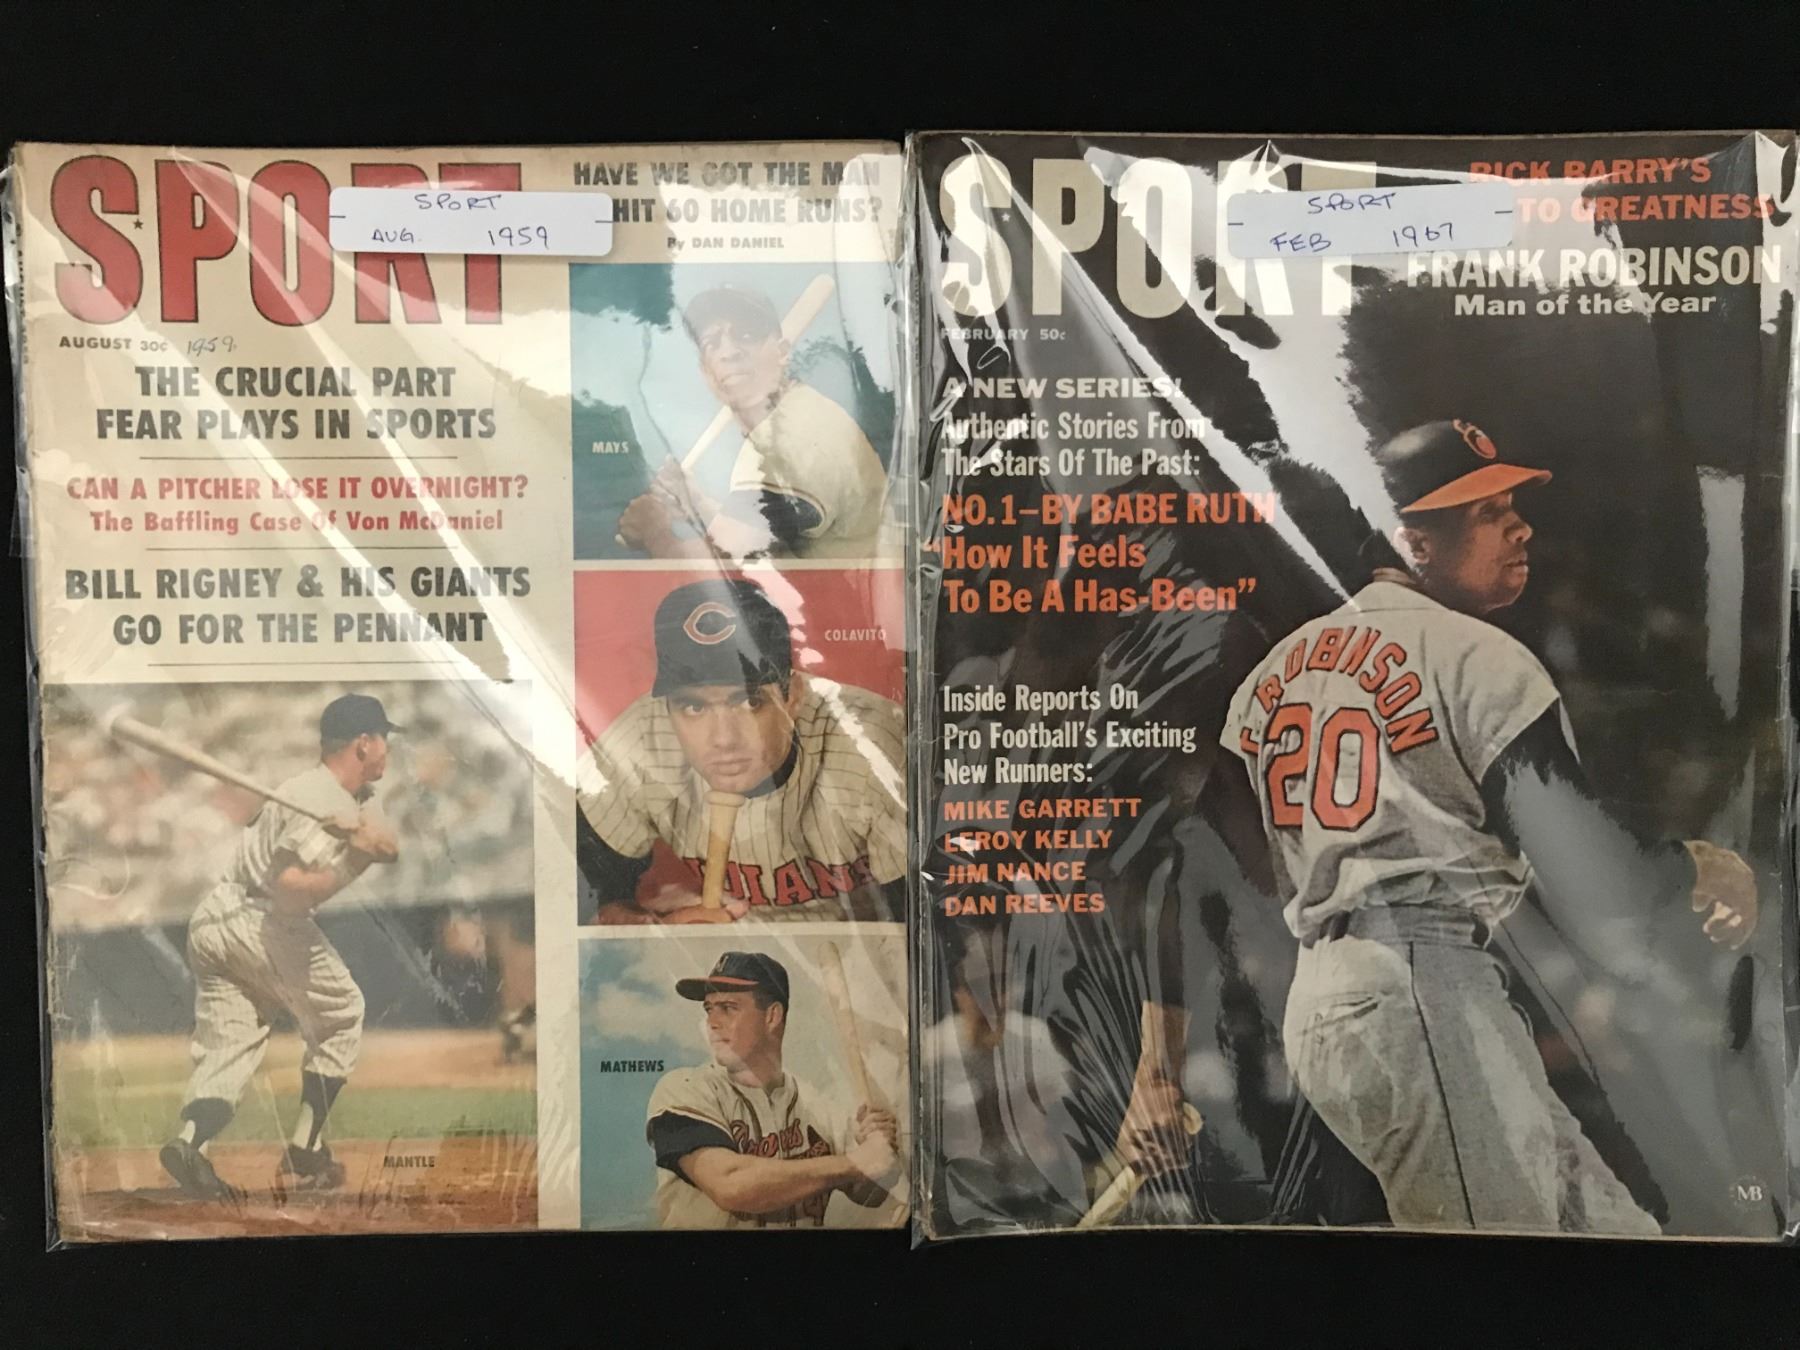 SPORT
SPORT
AUG. 1959
HAVE WE GOT THE MAN
HIT 60 HOME RUNS?
By DAN DANIEL
AUGUST 30¢ 1959
THE CRUCIAL PART
FEAR PLAYS IN SPORTS
CAN A PITCHER LOSE IT OVERNIGHT?
The Baffling Case Of Von McDaniel
BILL RIGNEY & HIS GIANTS
GO FOR THE PENNANT
MAYS
COLAVITO
C
INDIANS
MATHEWS
Braves
MANTLE
SPORT
SPORT
FEB 1967
RICK BARRY'S
TO GREATNESS
FRANK ROBINSON
Man of the Year
FEBRUARY 50¢
A NEW SERIES!
Authentic Stories From
The Stars Of The Past:
NO. 1–BY BABE RUTH
"How It Feels
To Be A Has-Been"
Inside Reports On
Pro Football's Exciting
New Runners:
MIKE GARRETT
LEROY KELLY
JIM NANCE
DAN REEVES
F. ROBINSON
20
MB